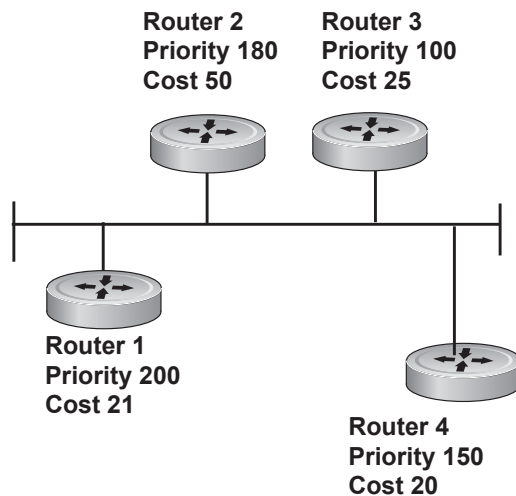 Router 2
Priority 180
Cost 50
Router 3
Priority 100
Cost 25
Router 1
Priority 200
Cost 21
Router 4
Priority 150
Cost 20